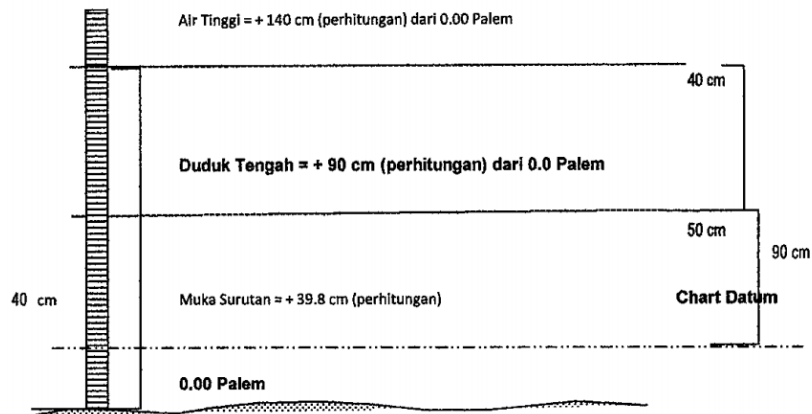 Air Tinggi = + 140 cm (perhitungan) dari 0.00 Palem
40 cm
Duduk Tengah = + 90 cm (perhitungan) dari 0.0 Palem
50 cm
90 cm
40 cm
Muka Surutan = + 39.8 cm (perhitungan)
Chart Datum
0.00 Palem